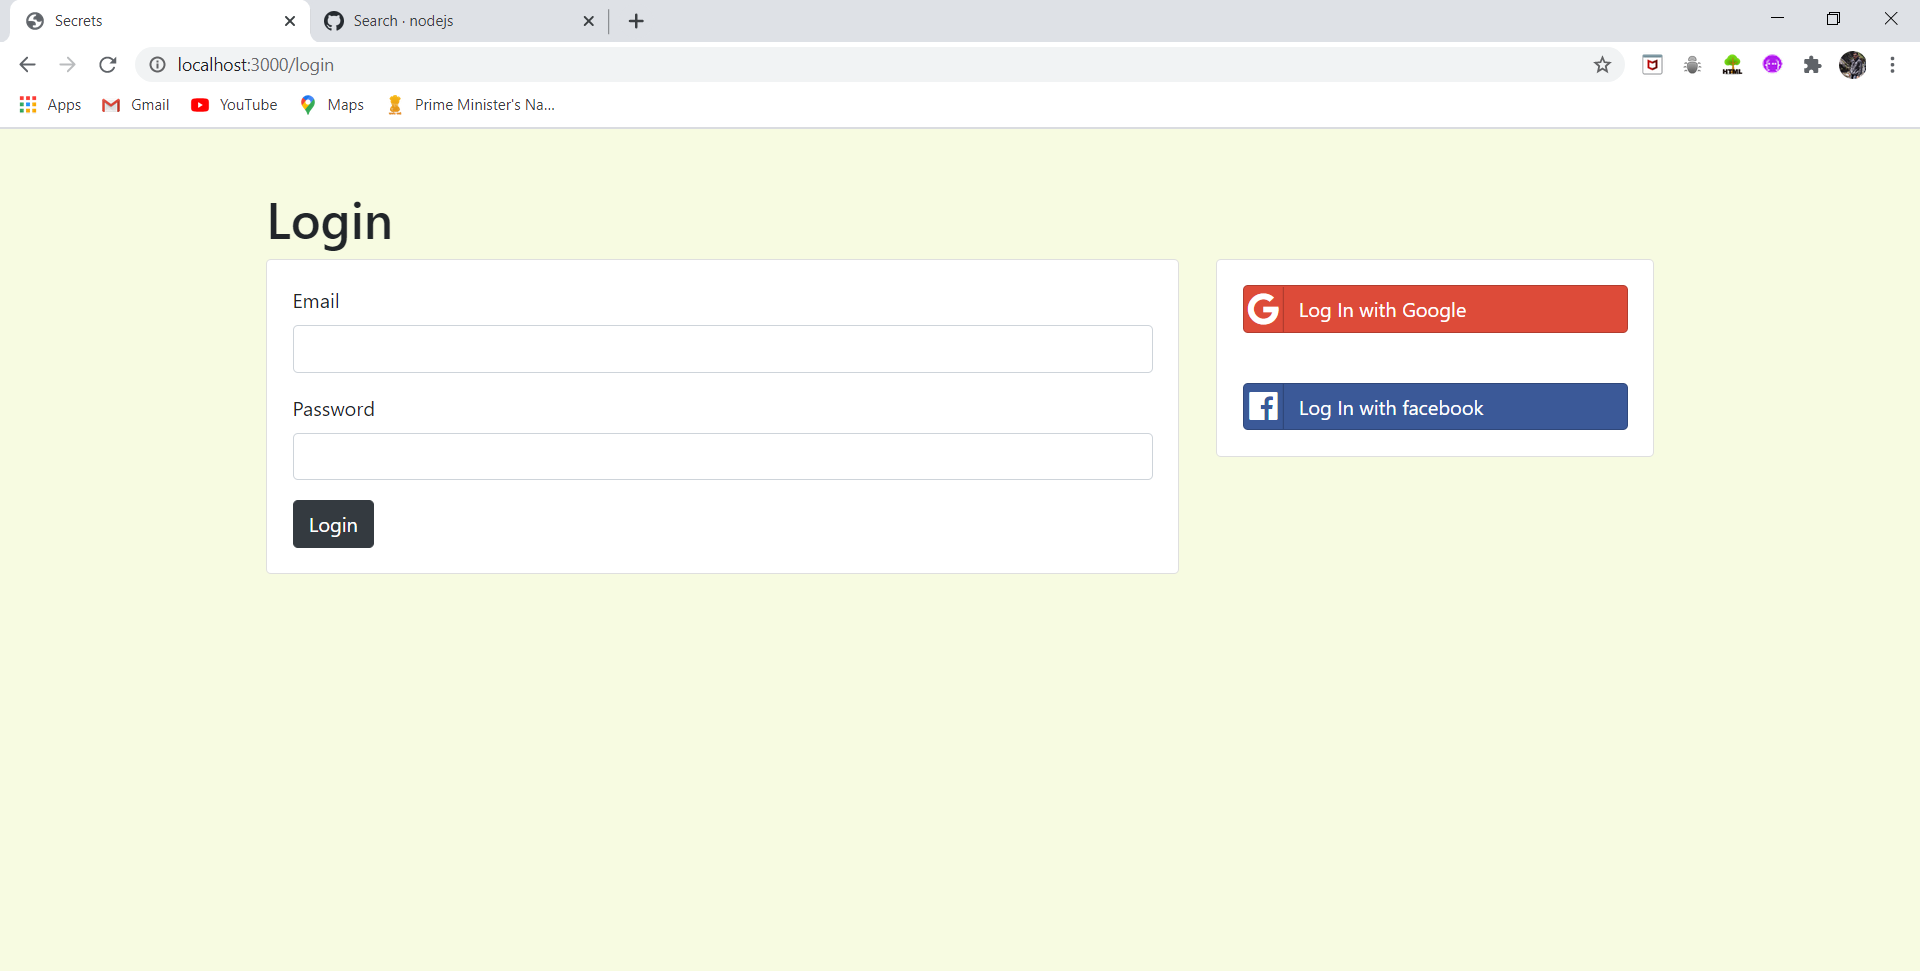 Secrets
Search · nodejs
localhost:3000/login
HTML
Apps
Gmail
YouTube
Maps
Prime Minister's Na...
Login
Email
Password
Login
Log In with Google
Log In with facebook